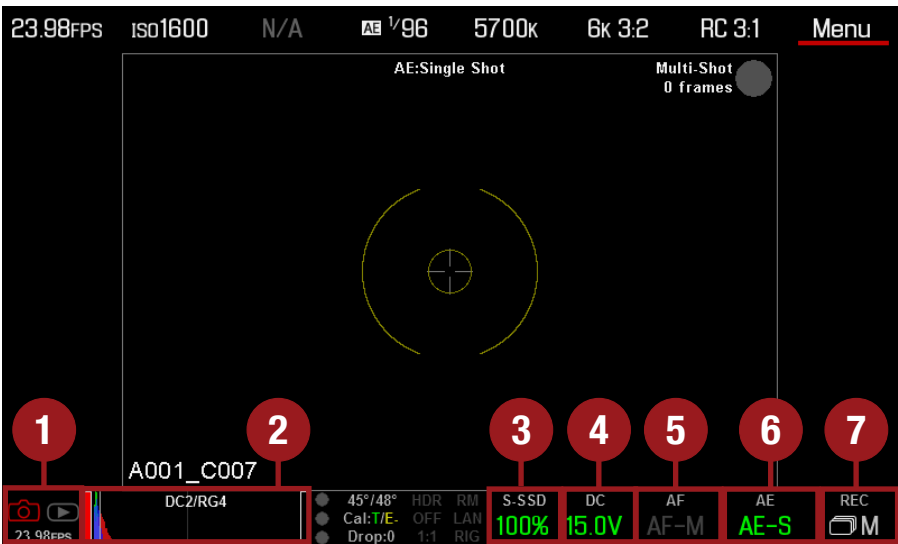 23.98FPS ISO1600 N/A AE 1/96 5700K 6K 3:2 RC 3:1 Menu
AE:Single Shot
Multi-Shot
0 frames
1 2 3 4 5 6 7
A001_C007
DC2/RG4
45°/48° HDR RM
Cal:T/E- OFF LAN
Drop:0 1:1 RIG
S-SSD
100%
DC
15.0V
AF
AF-M
AE
AE-S
REC
M
23.98FPS